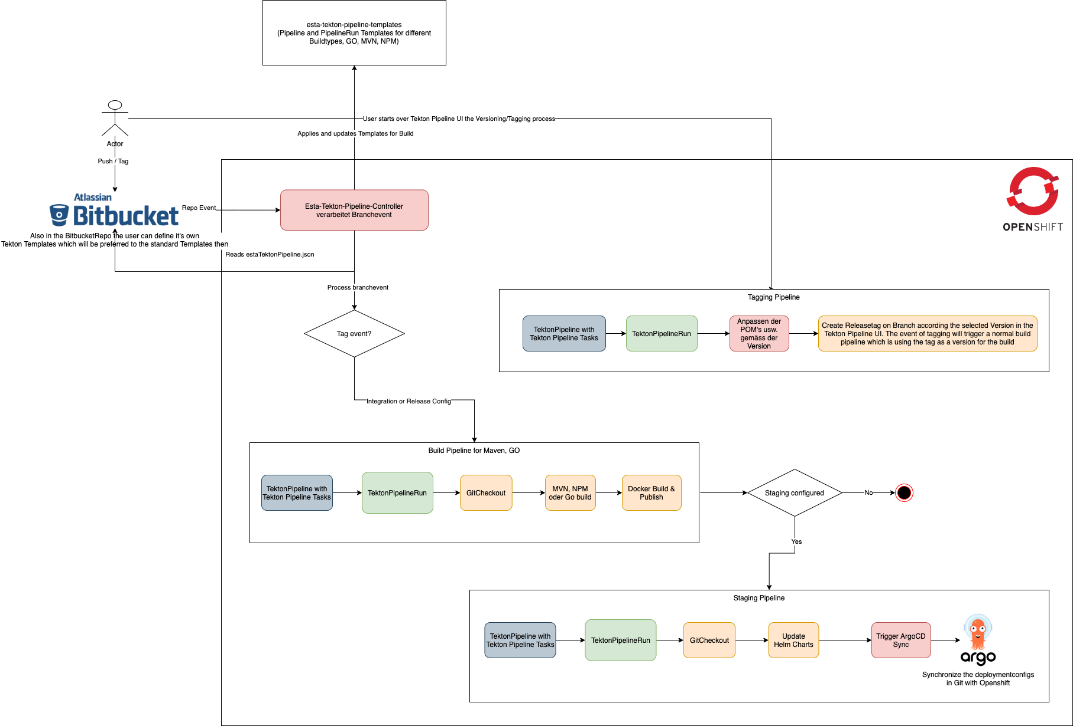 esta-tekton-pipeline-templates
(Pipeline and PipelineRun Templates for different
Buildtypes, GO, MVN, NPM)
User starts over Tekton Pipeline UI the Versioning/Tagging process
Applies and updates Templates for Build
Actor
Push / Tag
Atlassian
Bitbucket
Repo Event
Esta-Tekton-Pipeline-Controller
verarbeitet Branchevent
OPENSHIFT
Also in the BitbucketRepo the user can define it's own
Tekton Templates which will be preferred to the standard Templates then
Reads estaTektonPipeline.json
Process branchevent
Tag event?
Tagging Pipeline
TektonPipeline with
Tekton Pipeline Tasks
TektonPipelineRun
Anpassen der
POM's usw.
gemäss der
Version
Create Releasetag on Branch according the selected Version in the
Tekton Pipeline UI. The event of tagging will trigger a normal build
pipeline which is using the tag as a version for the build
Integration or Release Config
Build Pipeline for Maven, GO
TektonPipeline with
Tekton Pipeline Tasks
TektonPipelineRun
GitCheckout
MVN, NPM
oder Go build
Docker Build &
Publish
Staging configured
No
Yes
Staging Pipeline
TektonPipeline with
Tekton Pipeline Tasks
TektonPipelineRun
GitCheckout
Update
Helm Charts
Trigger ArgoCD
Sync
argo
Synchronize the deploymentconfigs
in Git with Openshift